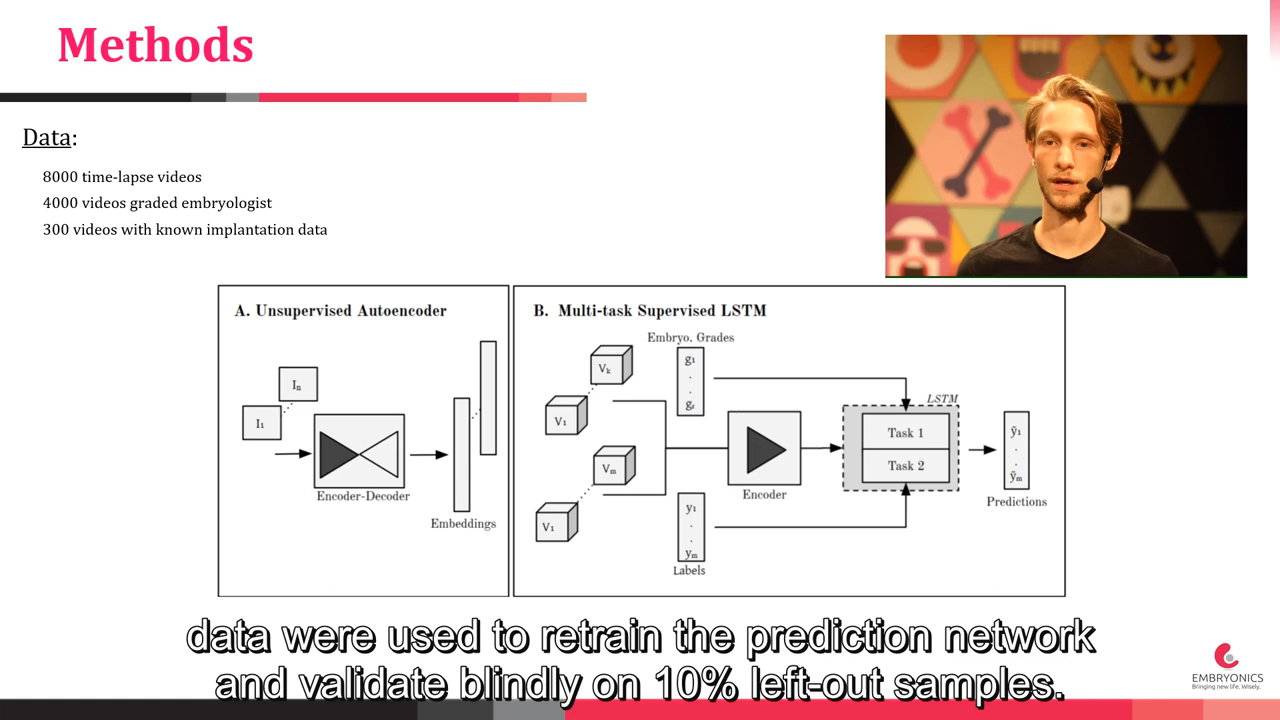 Methods
Data:
8000 time-lapse videos
4000 videos graded embryologist
300 videos with known implantation data
A. Unsupervised Autoencoder
Iₙ
I₁
Encoder-Decoder
Embeddings
B. Multi-task Supervised LSTM
Embryo. Grades
Vₖ
V₁
g₁
.
.
gᵣ
Vₘ
V₁
y₁
.
.
yₘ
Labels
Encoder
LSTM
Task 1
Task 2
ỹ₁
.
.
ỹₘ
Predictions
data were used to retrain the prediction network
and validate blindly on 10% left-out samples.
EMBRYONICS
Bringing new life. Wisely.